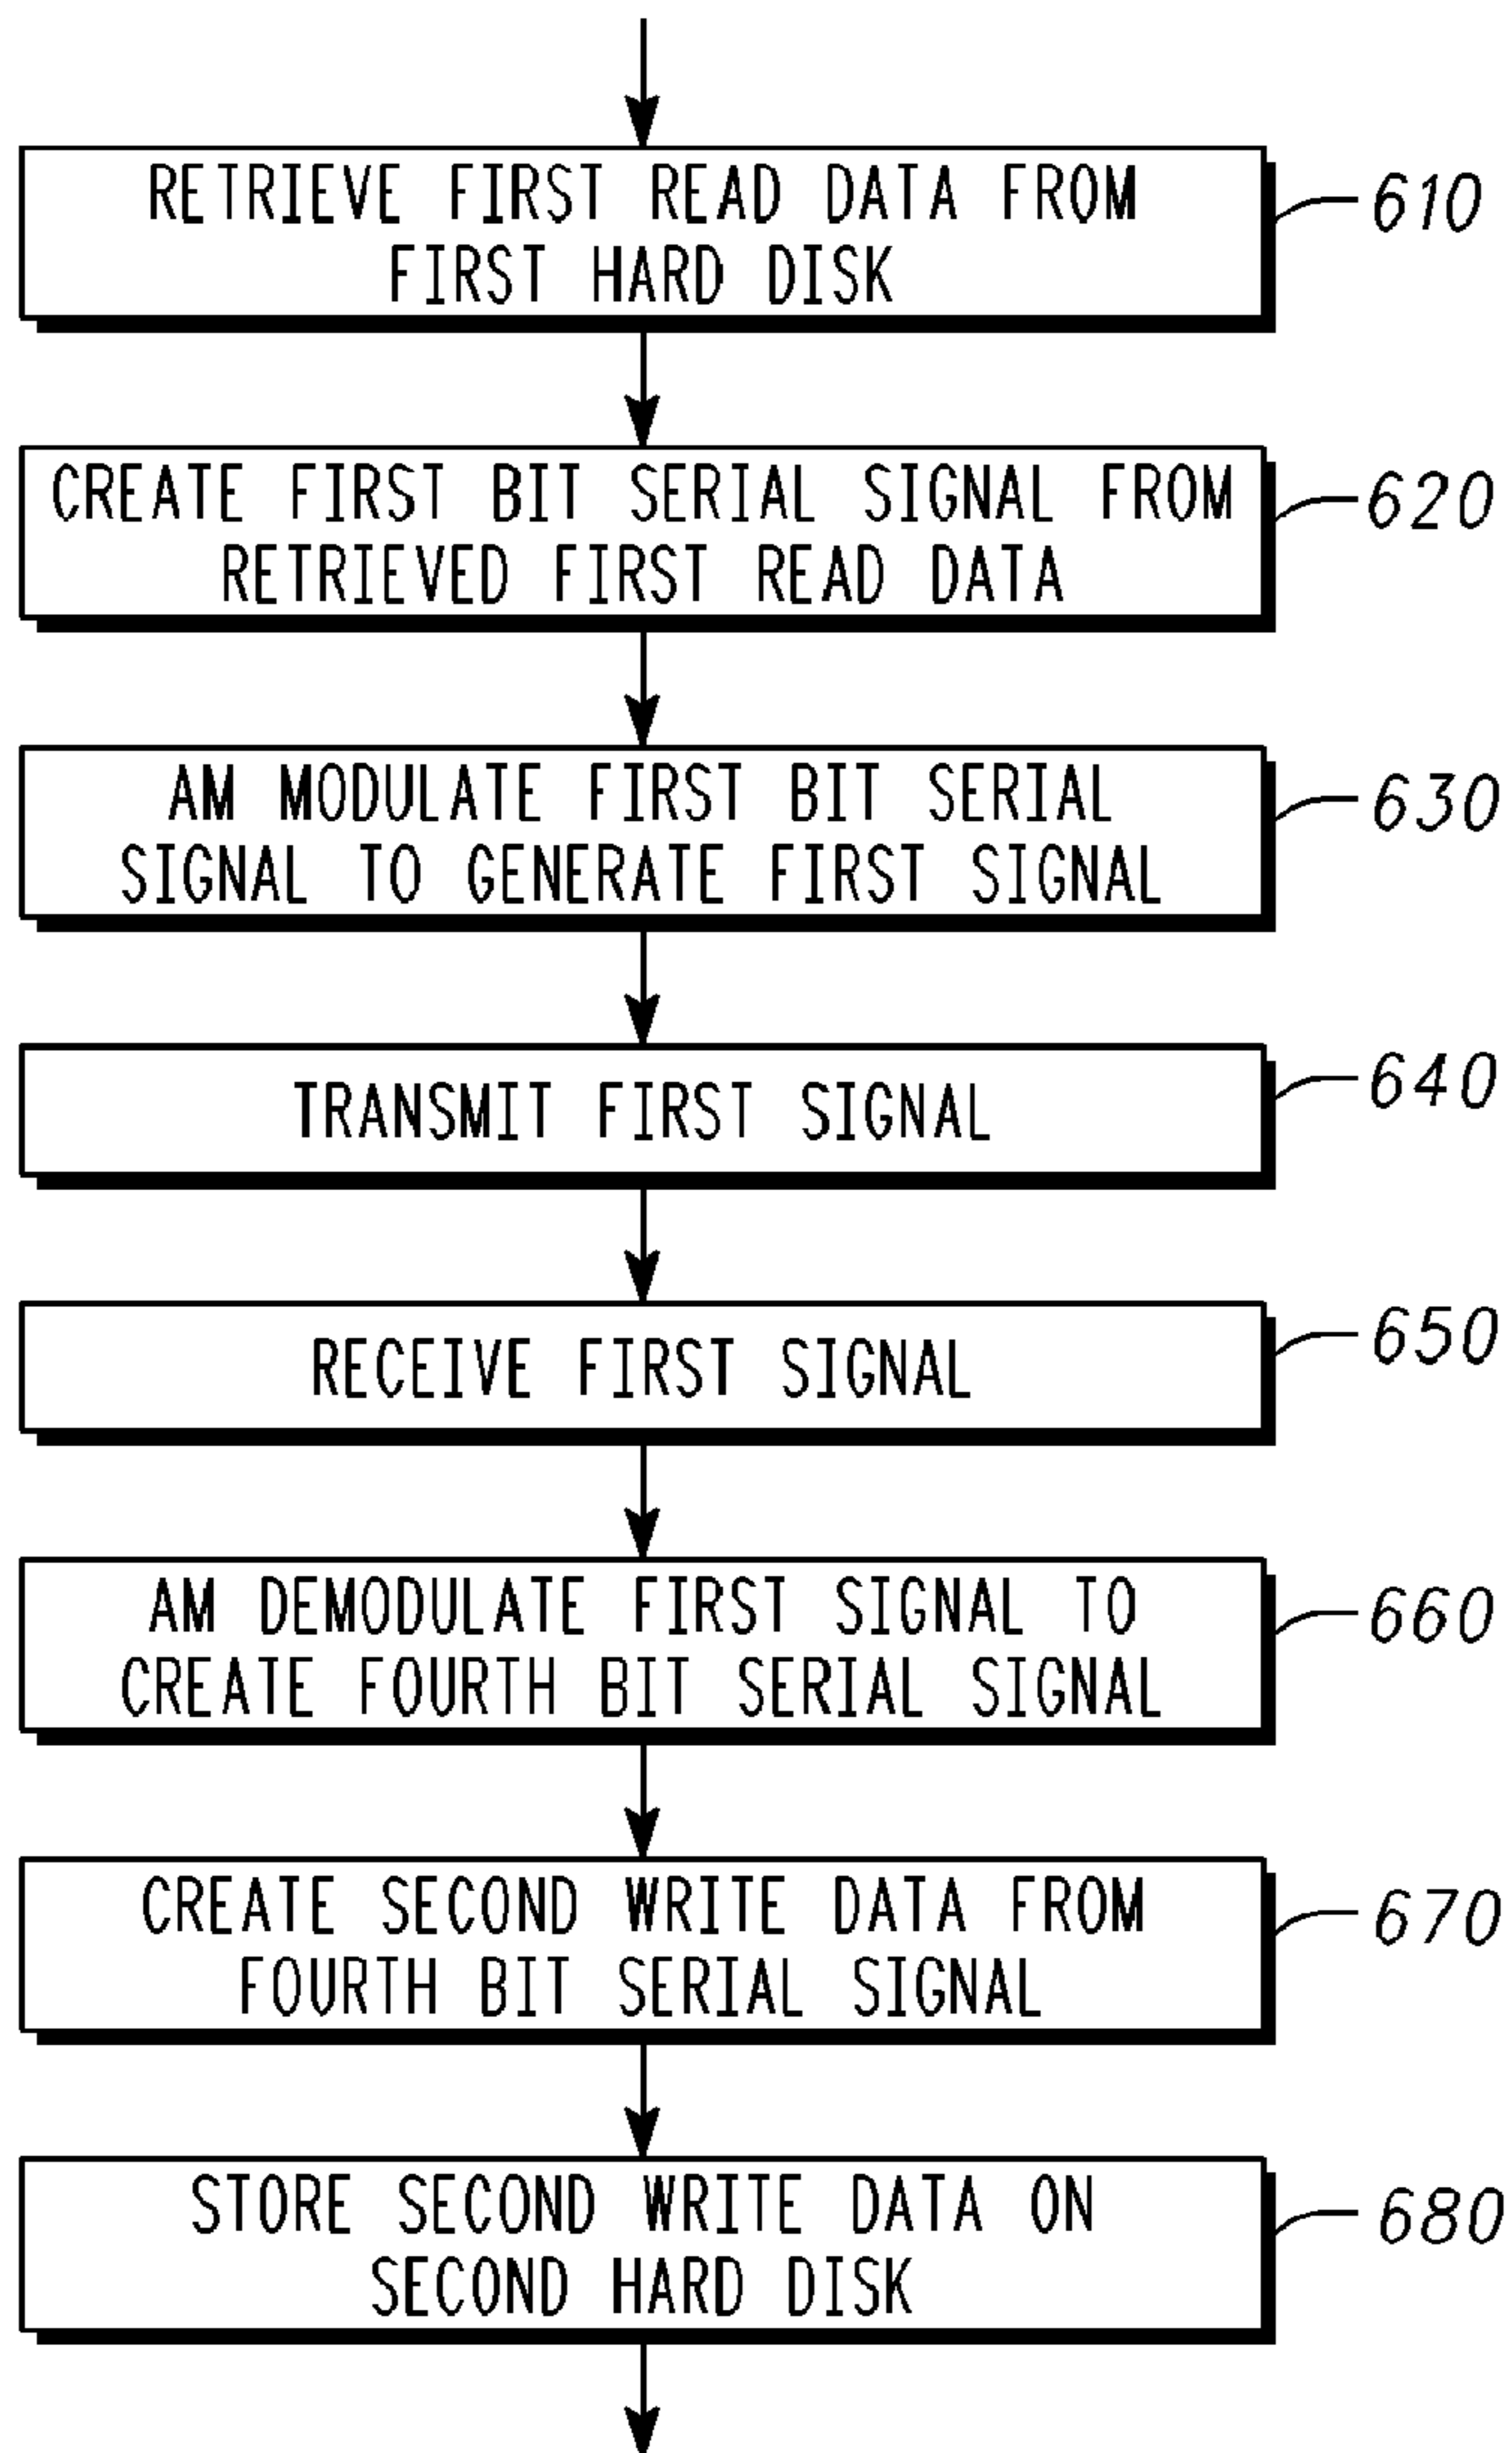 RETRIEVE FIRST READ DATA FROM
FIRST HARD DISK
610
CREATE FIRST BIT SERIAL SIGNAL FROM
RETRIEVED FIRST READ DATA
620
AM MODULATE FIRST BIT SERIAL
SIGNAL TO GENERATE FIRST SIGNAL
630
TRANSMIT FIRST SIGNAL
640
RECEIVE FIRST SIGNAL
650
AM DEMODULATE FIRST SIGNAL TO
CREATE FOURTH BIT SERIAL SIGNAL
660
CREATE SECOND WRITE DATA FROM
FOURTH BIT SERIAL SIGNAL
670
STORE SECOND WRITE DATA ON
SECOND HARD DISK
680